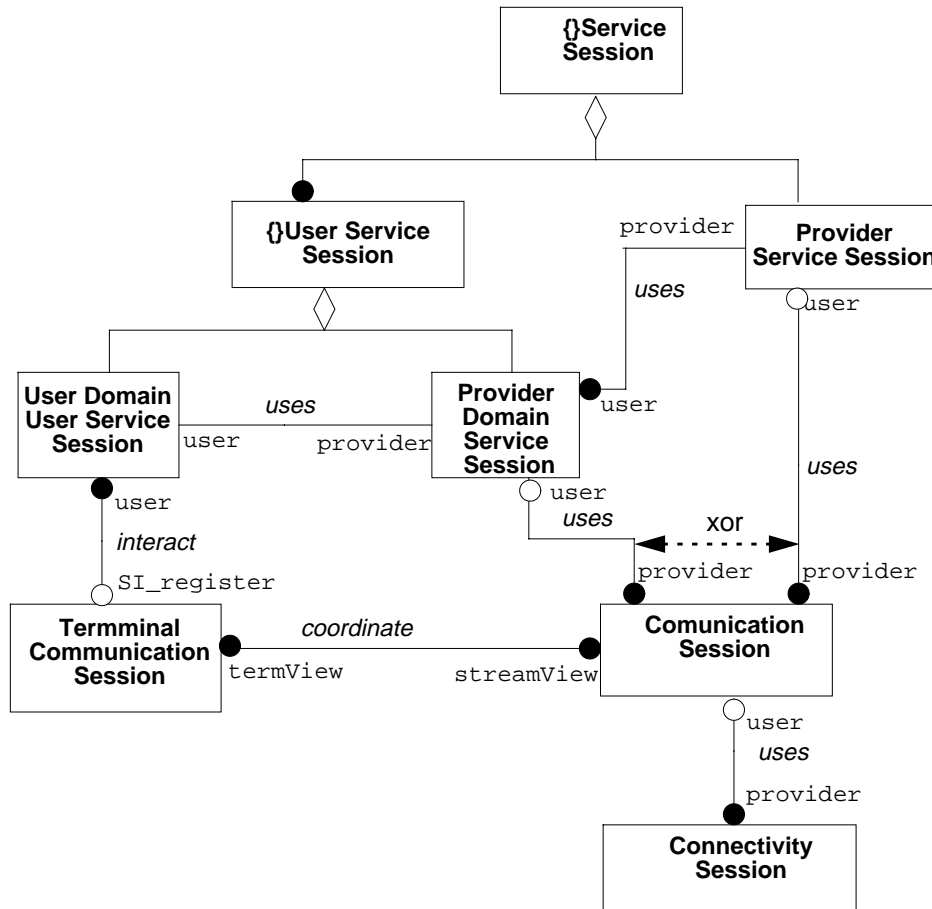 {}Service
Session
{}User Service
Session
provider
Provider
Service Session
uses
user
User Domain
User Service
Session
uses
user
provider
Provider
Domain
Service
Session
user
user
uses
uses
xor
user
interact
SI_register
provider
provider
Termminal
Communication
Session
coordinate
termView
streamView
Comunication
Session
user
uses
provider
Connectivity
Session